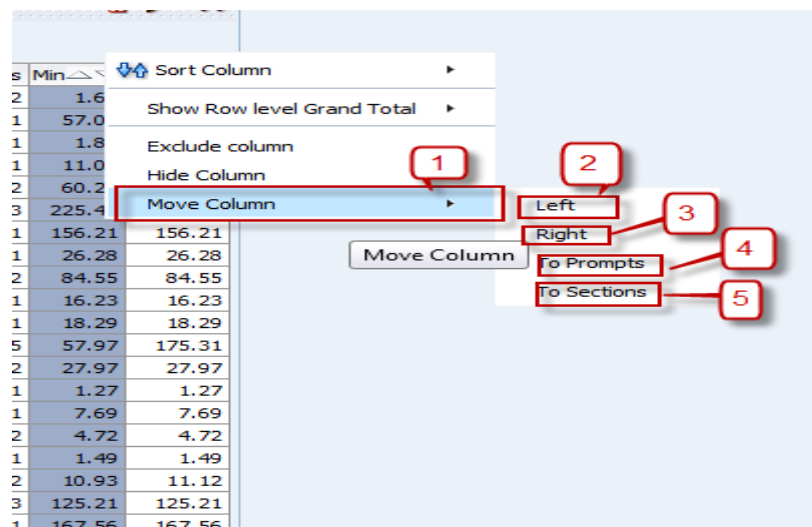 Sort Column
s Min
2 1.6
Show Row level Grand Total
1 57.0
1 1.8
Exclude column
1 11.0
1
2
Hide Column
2 60.2
Move Column
Left
3
3 225.4
1 156.21 156.21
Right
1 26.28 26.28
Move Column
To Prompts
4
2 84.55 84.55
1 16.23 16.23
To Sections
5
1 18.29 18.29
5 57.97 175.31
2 27.97 27.97
1 1.27 1.27
1 7.69 7.69
2 4.72 4.72
1 1.49 1.49
2 10.93 11.12
3 125.21 125.21
1 167.56 167.56